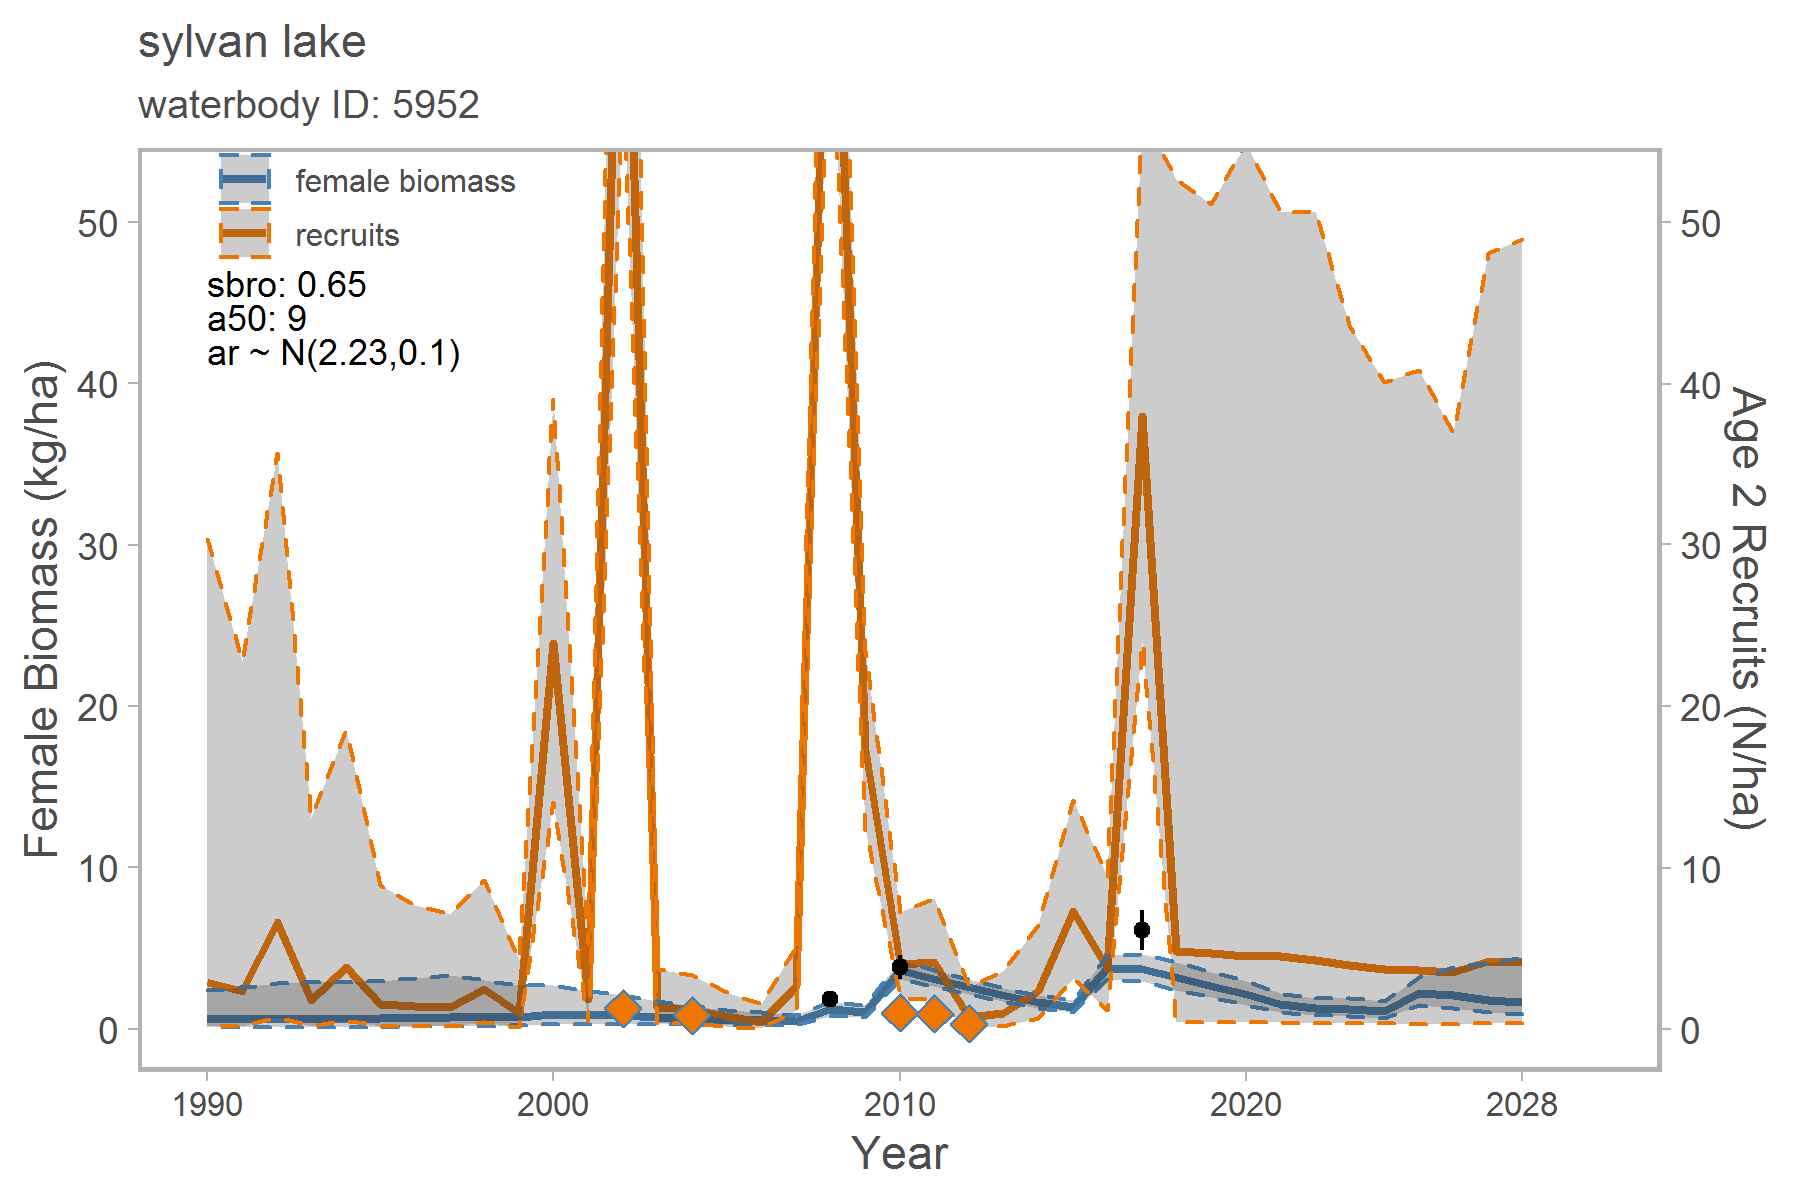 sylvan lake
waterbody ID: 5952
female biomass
recruits
sbro: 0.65
a50: 9
ar ~ N(2.23,0.1)
Female Biomass (kg/ha)
50
40
30
20
10
0
50
40
30
20
10
0
Age 2 Recruits (N/ha)
1990
2000
2010
2020
2028
Year